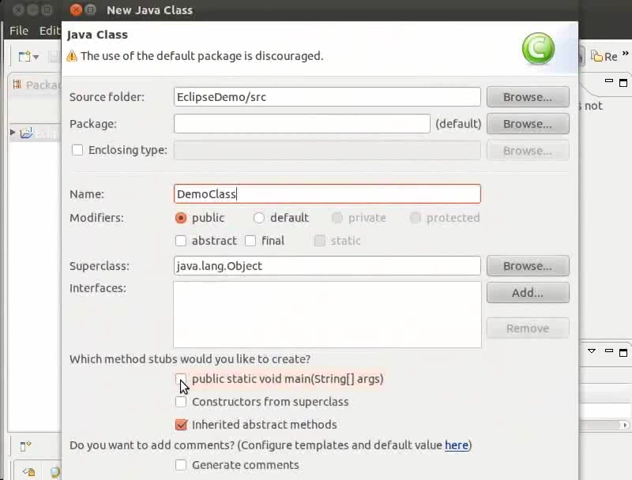 New Java Class
File Edi
Java Class
The use of the default package is discouraged.
Re
Packa
Source folder: EclipseDemo/src Browse...
s not
Package: (default) Browse...
Enclosing type: Browse...
Name: DemoClass
Modifiers: public default private protected
abstract final static
Superclass: java.lang.Object Browse...
Interfaces: Add...
Remove
Which method stubs would you like to create?
public static void main(String[] args)
Constructors from superclass
Inherited abstract methods
Do you want to add comments? (Configure templates and default value here)
Generate comments